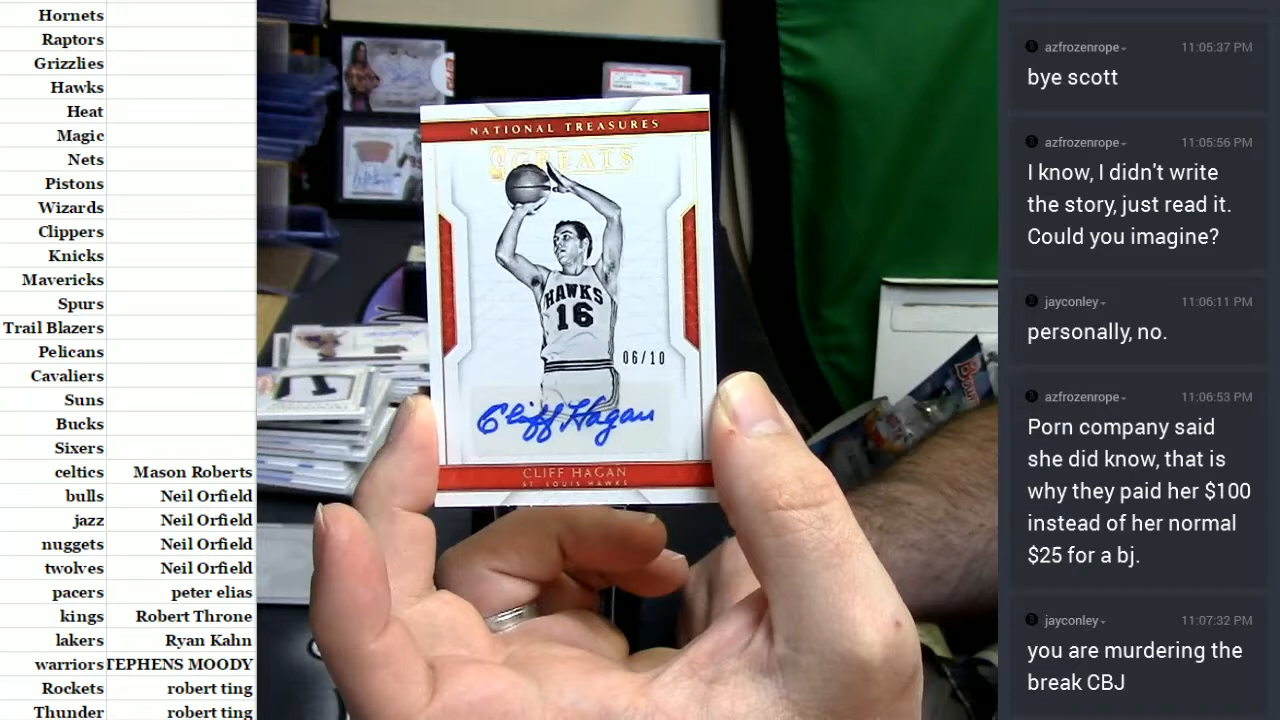 Hornets
Raptors
Grizzlies
Hawks
Heat
Magic
Nets
Pistons
Wizards
Clippers
Knicks
Mavericks
Spurs
Trail Blazers
Pelicans
Cavaliers
Suns
Bucks
Sixers
celtics Mason Roberts
bulls Neil Orfield
jazz Neil Orfield
nuggets Neil Orfield
twolves Neil Orfield
pacers peter elias
kings Robert Throne
lakers Ryan Kahn
warriors TEPHENS MOODY
Rockets robert ting
Thunder robert ting
NATIONAL TREASURES
GREATS
HAWKS
16
06/10
Cliff Hagan
CLIFF HAGAN
ST. LOUIS HAWKS
azfrozenrope 11:05:37 PM
bye scott
azfrozenrope 11:05:56 PM
I know, I didn't write
the story, just read it.
Could you imagine?
jayconley 11:06:11 PM
personally, no.
azfrozenrope 11:06:53 PM
Porn company said
she did know, that is
why they paid her $100
instead of her normal
$25 for a bj.
jayconley 11:07:32 PM
you are murdering the
break CBJ